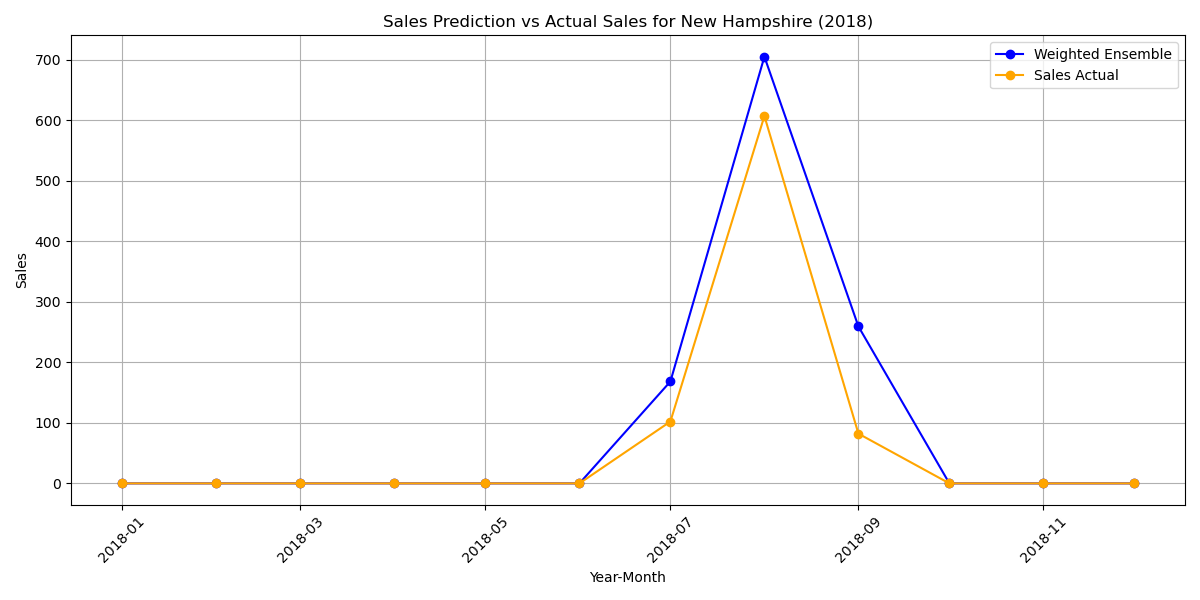 Sales Prediction vs Actual Sales for New Hampshire (2018)
Weighted Ensemble
Sales Actual
700
600
500
400
300
200
100
0
Sales
2018-01
2018-03
2018-05
2018-07
2018-09
2018-11
Year-Month